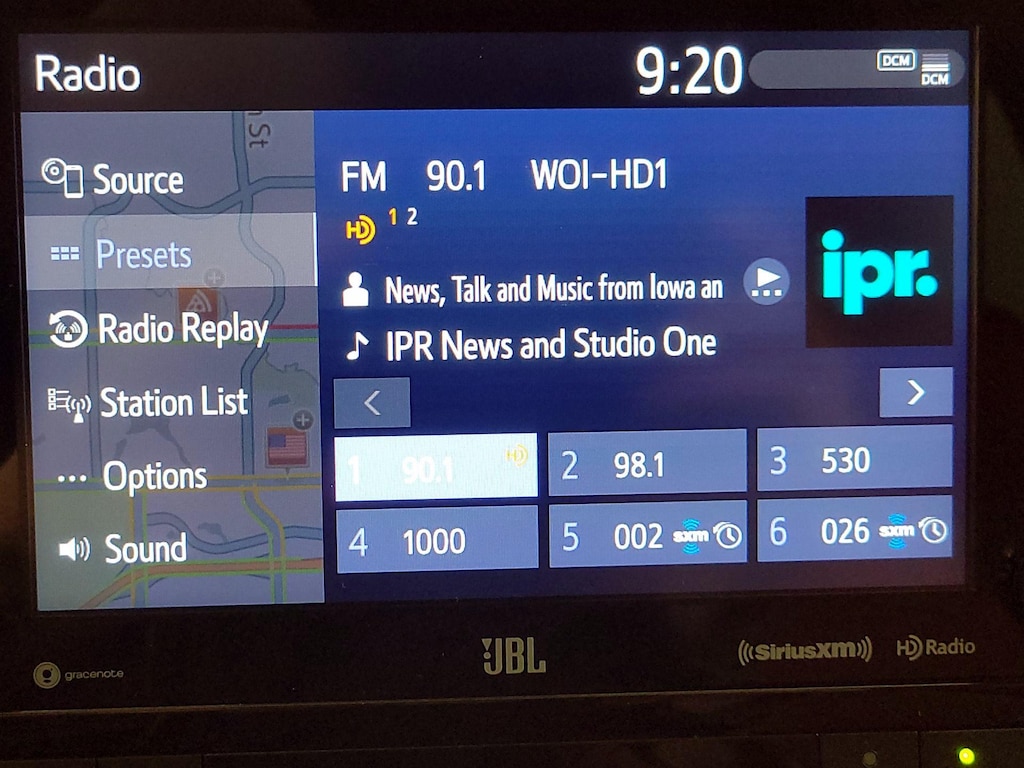 Radio
9:20
DCM
DCM
n St
Source
Presets
Radio Replay
Station List
Options
Sound
FM 90.1 WOI-HD1
HD 1 2
News, Talk and Music from Iowa an
IPR News and Studio One
ipr.
< >
1 90.1 HD
2 98.1
3 530
4 1000
5 002 sxm
6 026 sxm
gracenote
JBL
SiriusXM
HD Radio